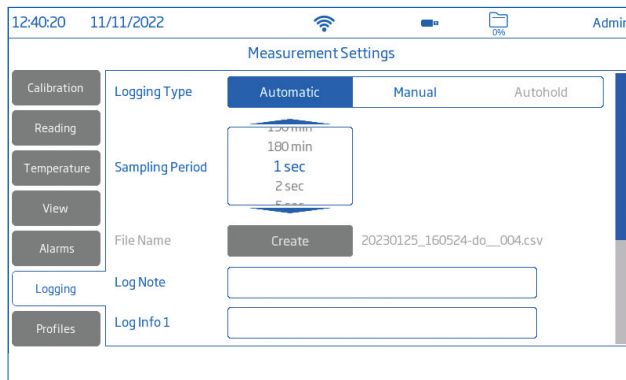 12:40:20 11/11/2022 0% Admin
Measurement Settings
Calibration
Logging Type Automatic Manual Autohold
Reading
180 min
Temperature Sampling Period 1 sec
2 sec
View
Alarms File Name Create 20230125_160524-do__004.csv
Logging Log Note
Profiles Log Info 1